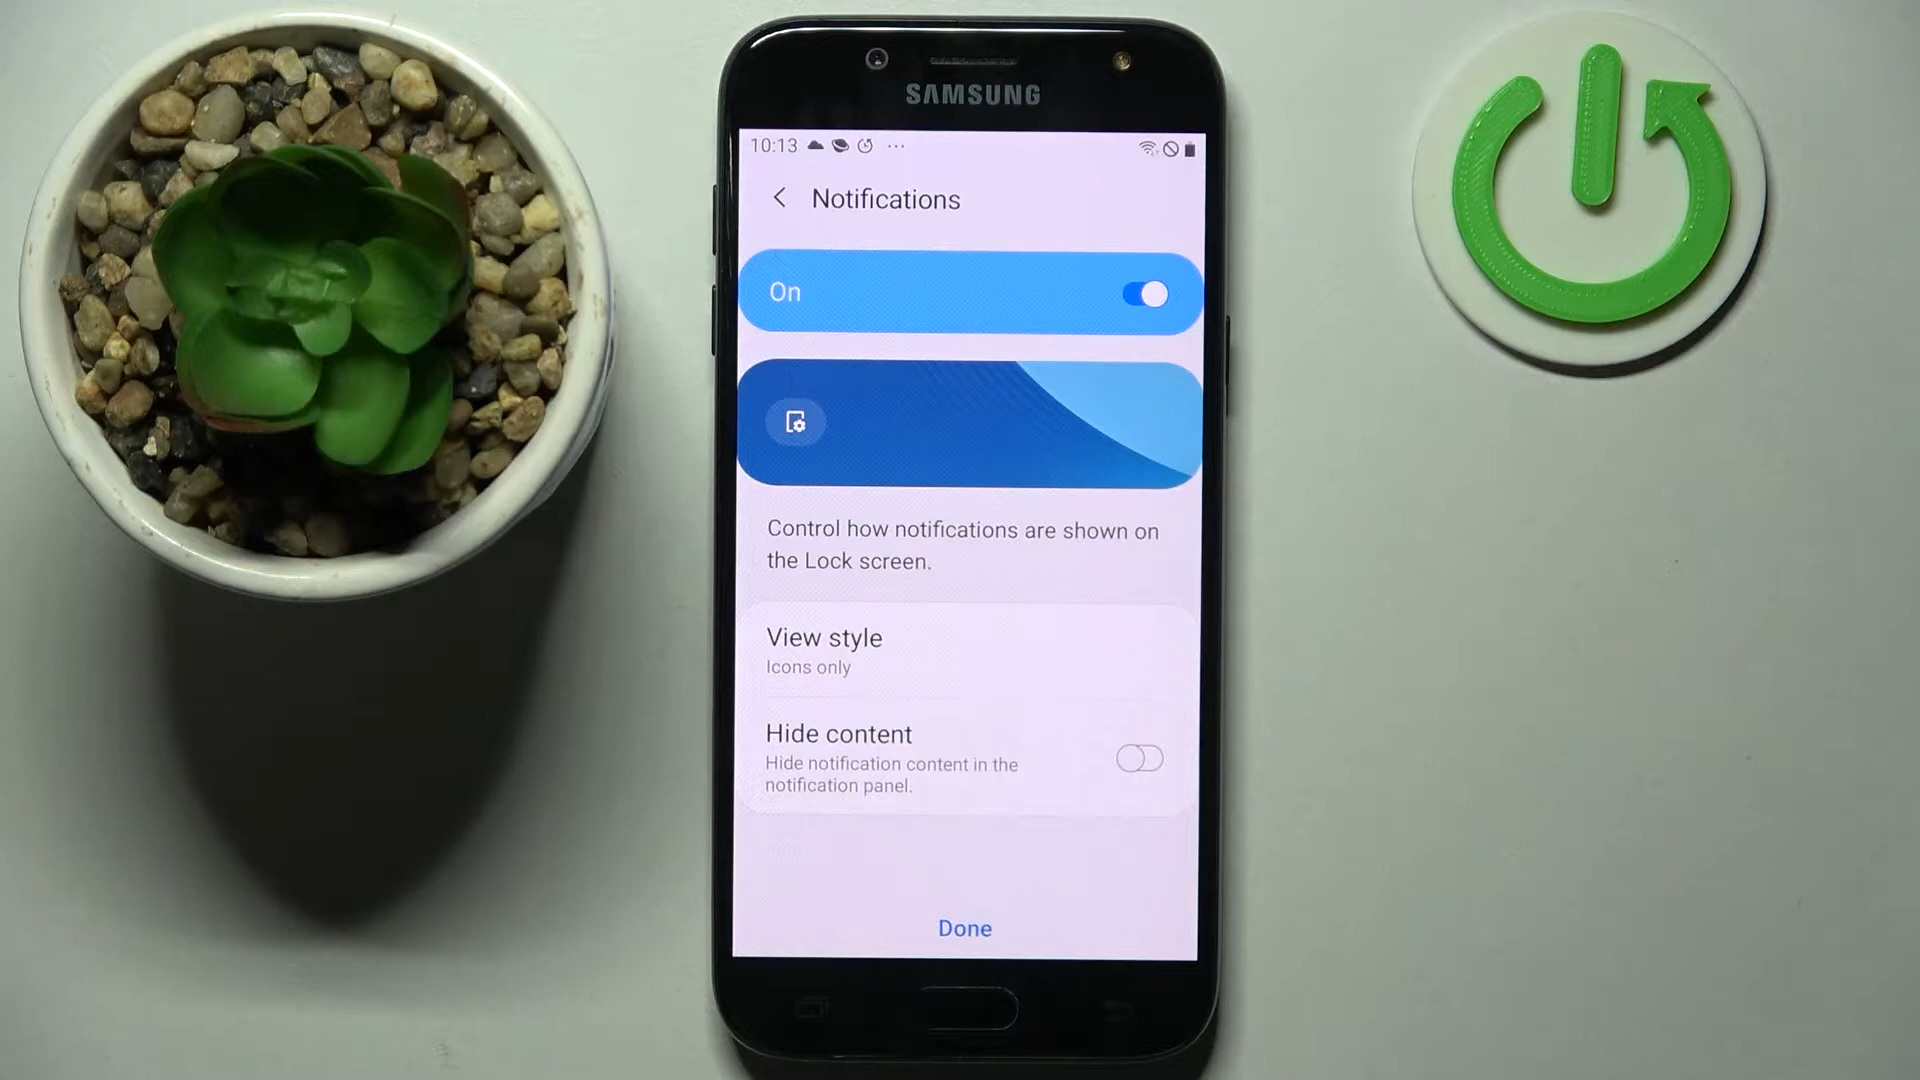 SAMSUNG
10:13
Notifications
On
Control how notifications are shown on
the Lock screen.
View style
Icons only
Hide content
Hide notification content in the
notification panel.
Done